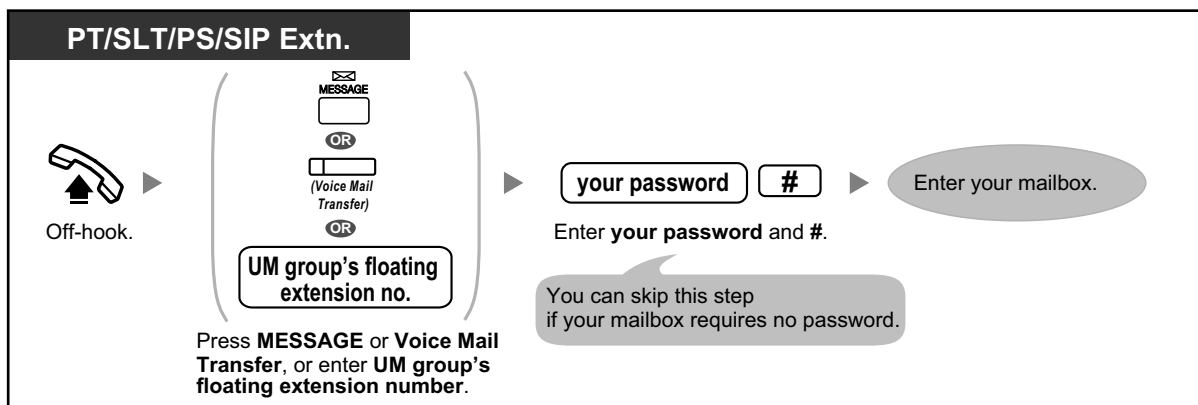 PT/SLT/PS/SIP Extn.
MESSAGE
OR
(Voice Mail
Transfer)
OR
UM group's floating
extension no.
Off-hook.
Press MESSAGE or Voice Mail
Transfer, or enter UM group's
floating extension number.
your password
#
Enter your password and #.
You can skip this step
if your mailbox requires no password.
Enter your mailbox.